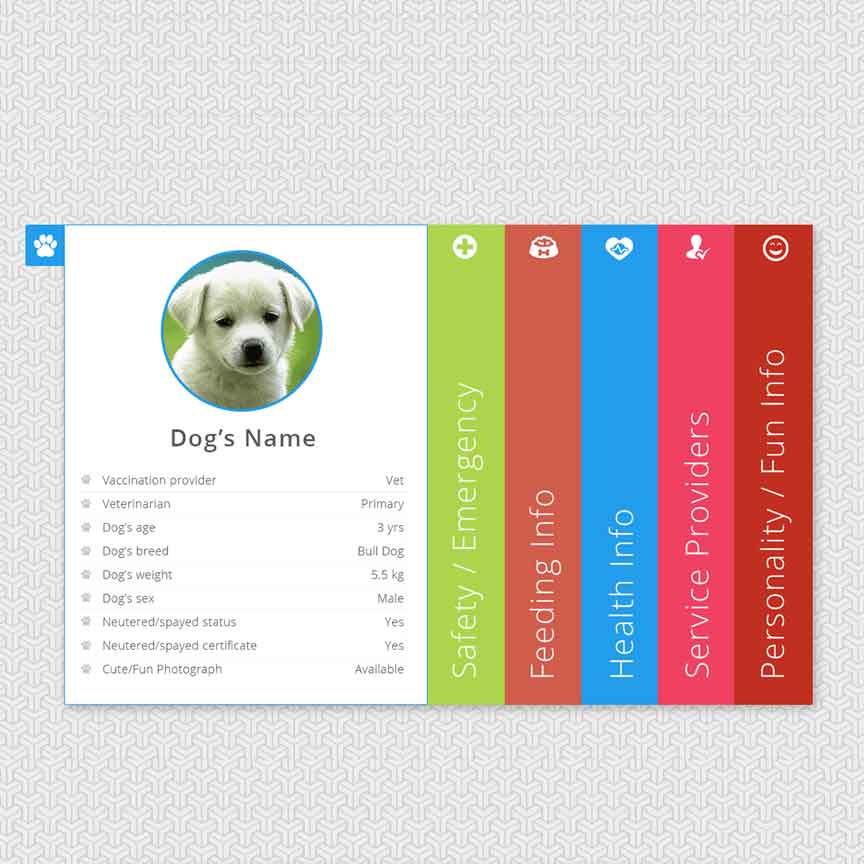 Dog's Name
Vaccination provider Vet
Veterinarian Primary
Dog's age 3 yrs
Dog's breed Bull Dog
Dog's weight 5.5 kg
Dog's sex Male
Neutered/spayed status Yes
Neutered/spayed certificate Yes
Cute/Fun Photograph Available
Safety / Emergency
Feeding Info
Health Info
Service Providers
Personality / Fun Info